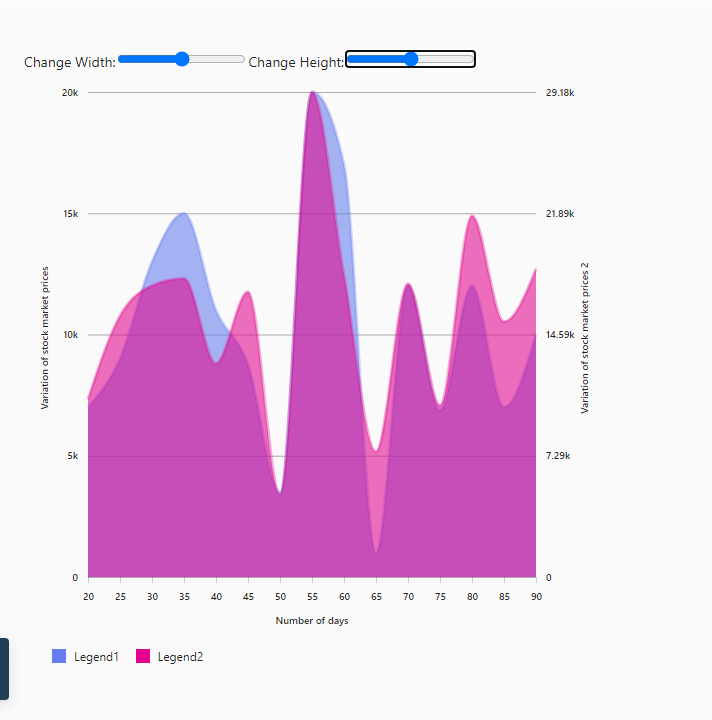 Change Width: Change Height:
20k 29.18k
15k 21.89k
Variation of stock market prices
Variation of stock market prices 2
10k 14.59k
5k 7.29k
0 0
20 25 30 35 40 45 50 55 60 65 70 75 80 85 90
Number of days
Legend1 Legend2